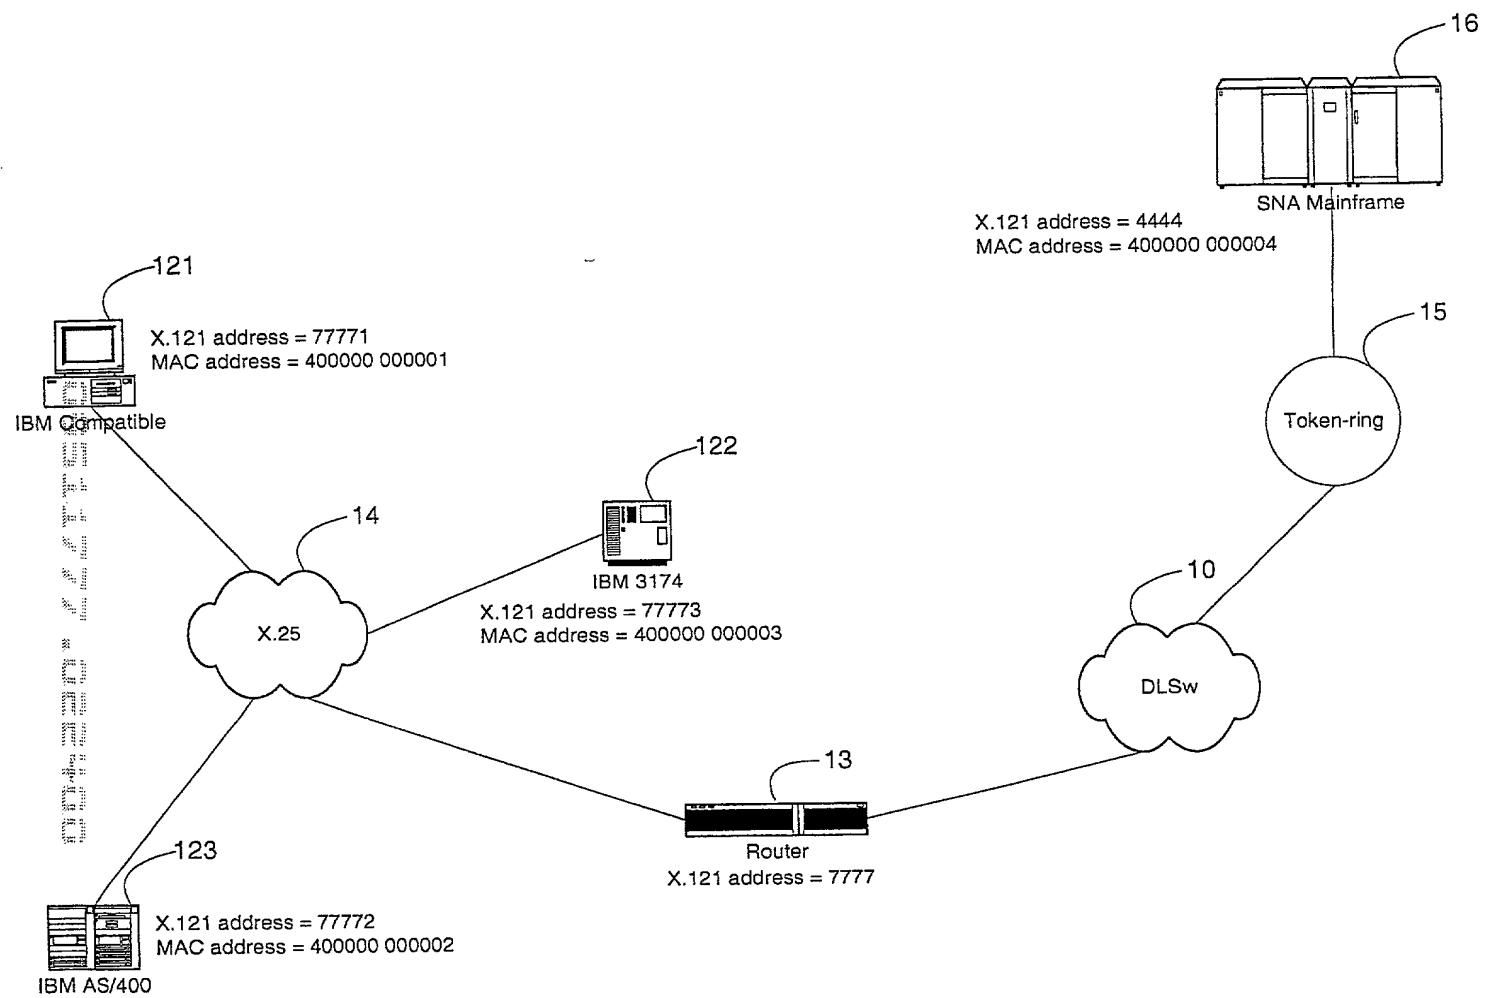 16
SNA Mainframe
X.121 address = 4444
MAC address = 400000 000004
121
X.121 address = 77771
MAC address = 400000 000001
IBM Compatible
15
Token-ring
122
IBM 3174
X.121 address = 77773
MAC address = 400000 000003
14
X.25
10
DLSw
13
Router
X.121 address = 7777
123
X.121 address = 77772
MAC address = 400000 000002
IBM AS/400